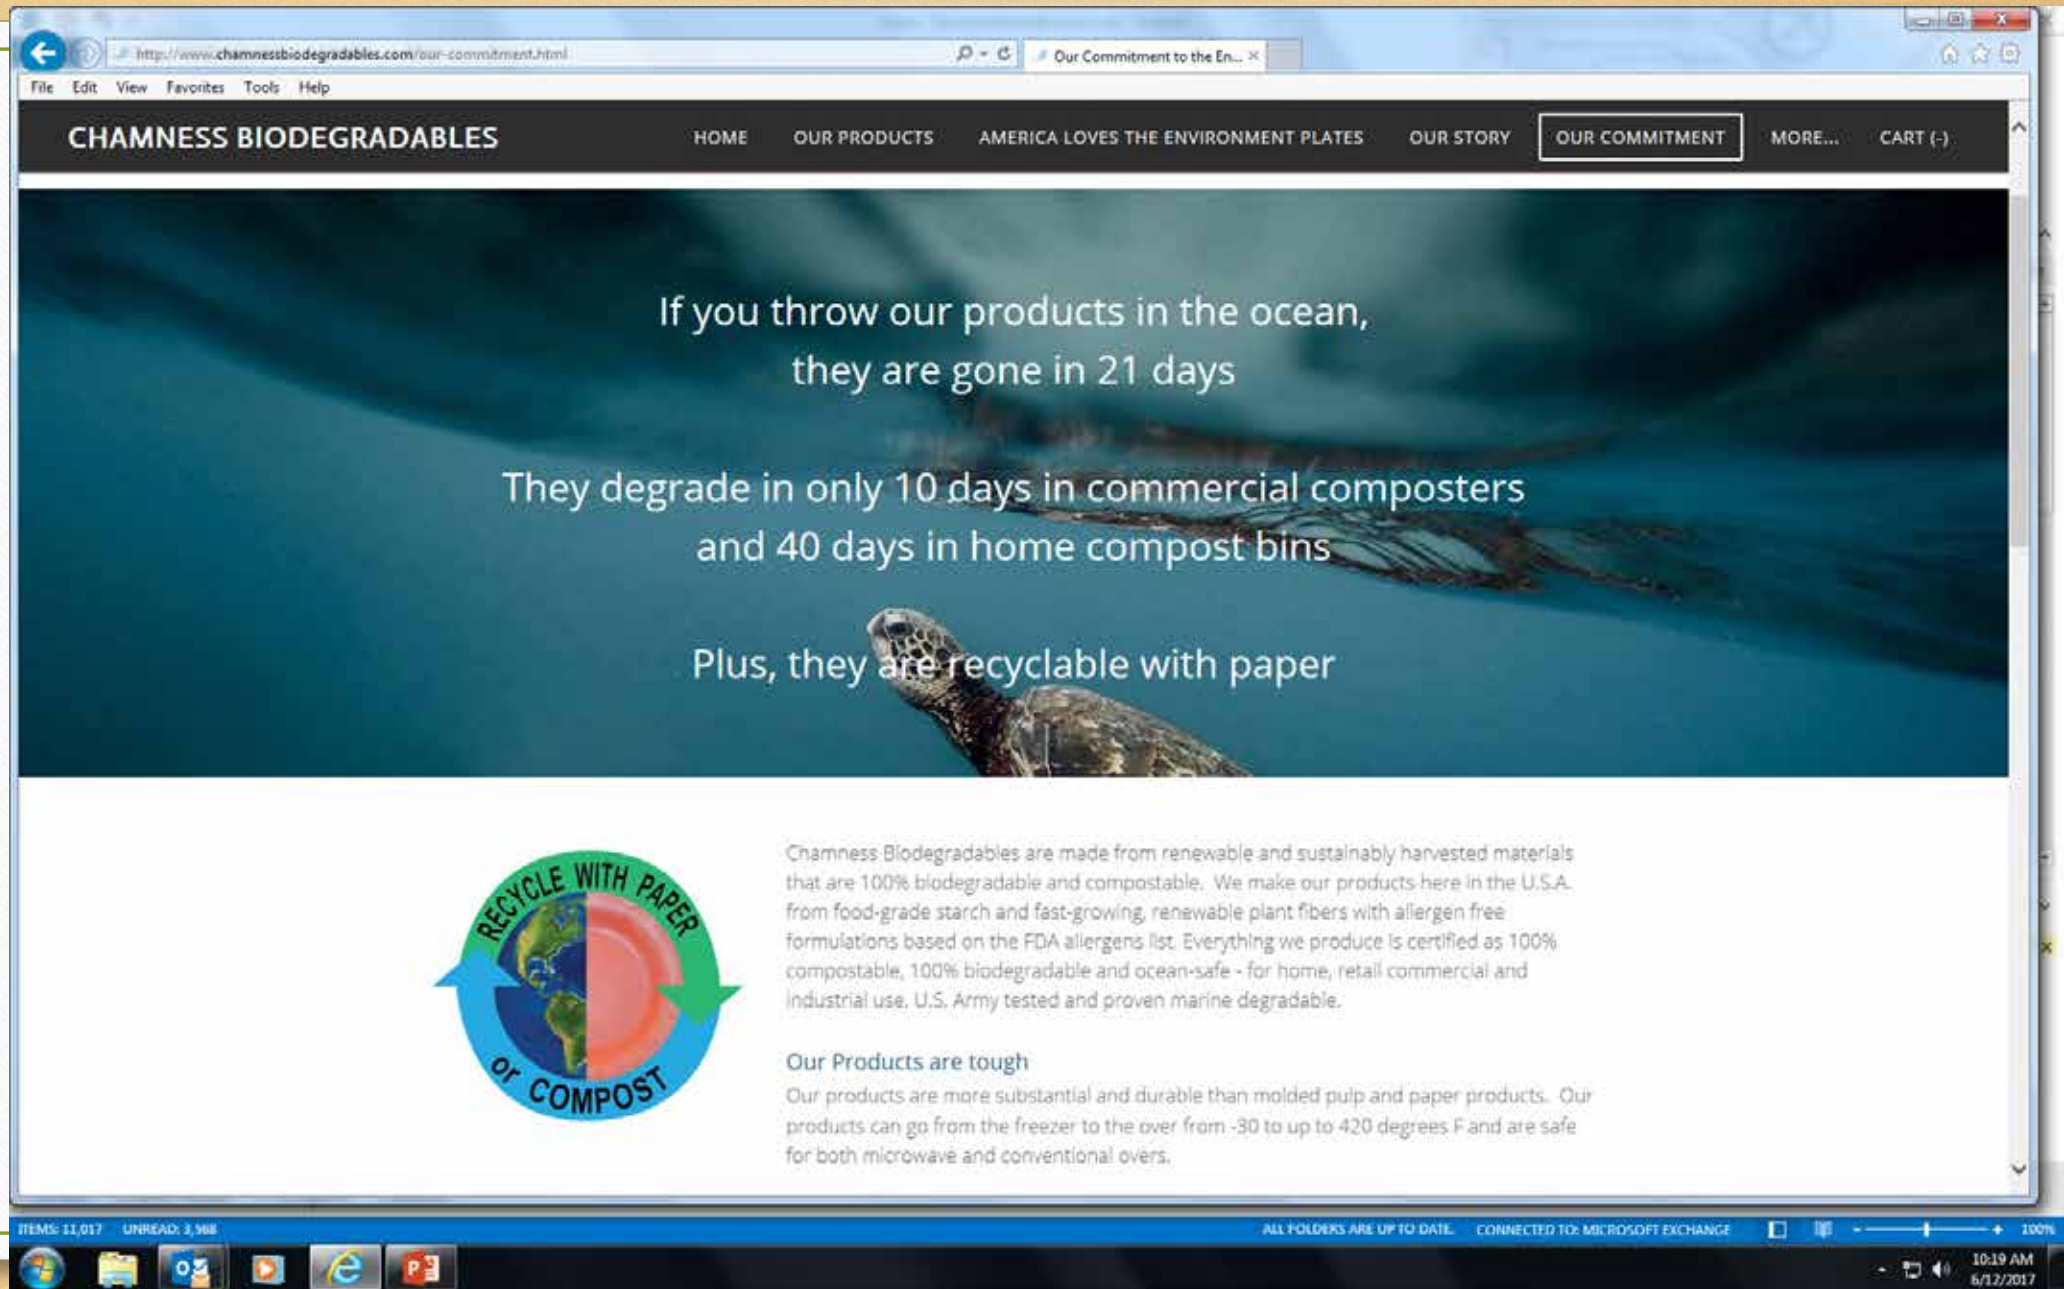 http://www.chamnessbiodegradables.com/our-commitment.html
Our Commitment to the En...
File Edit View Favorites Tools Help
CHAMNESS BIODEGRADABLES HOME OUR PRODUCTS AMERICA LOVES THE ENVIRONMENT PLATES OUR STORY OUR COMMITMENT MORE... CART (-)
If you throw our products in the ocean,
they are gone in 21 days
They degrade in only 10 days in commercial composters
and 40 days in home compost bins
Plus, they are recyclable with paper
RECYCLE WITH PAPER
or COMPOST
Chamness Biodegradables are made from renewable and sustainably harvested materials
that are 100% biodegradable and compostable. We make our products here in the U.S.A.
from food-grade starch and fast-growing, renewable plant fibers with allergen free
formulations based on the FDA allergens list. Everything we produce is certified as 100%
compostable, 100% biodegradable and ocean-safe - for home, retail commercial and
industrial use. U.S. Army tested and proven marine degradable.
Our Products are tough
Our products are more substantial and durable than molded pulp and paper products. Our
products can go from the freezer to the over from -30 to up to 420 degrees F and are safe
for both microwave and conventional overs.
ITEMS: 11,017 UNREAD: 3,568 ALL FOLDERS ARE UP TO DATE. CONNECTED TO: MICROSOFT EXCHANGE 100%
10:19 AM
6/12/2017